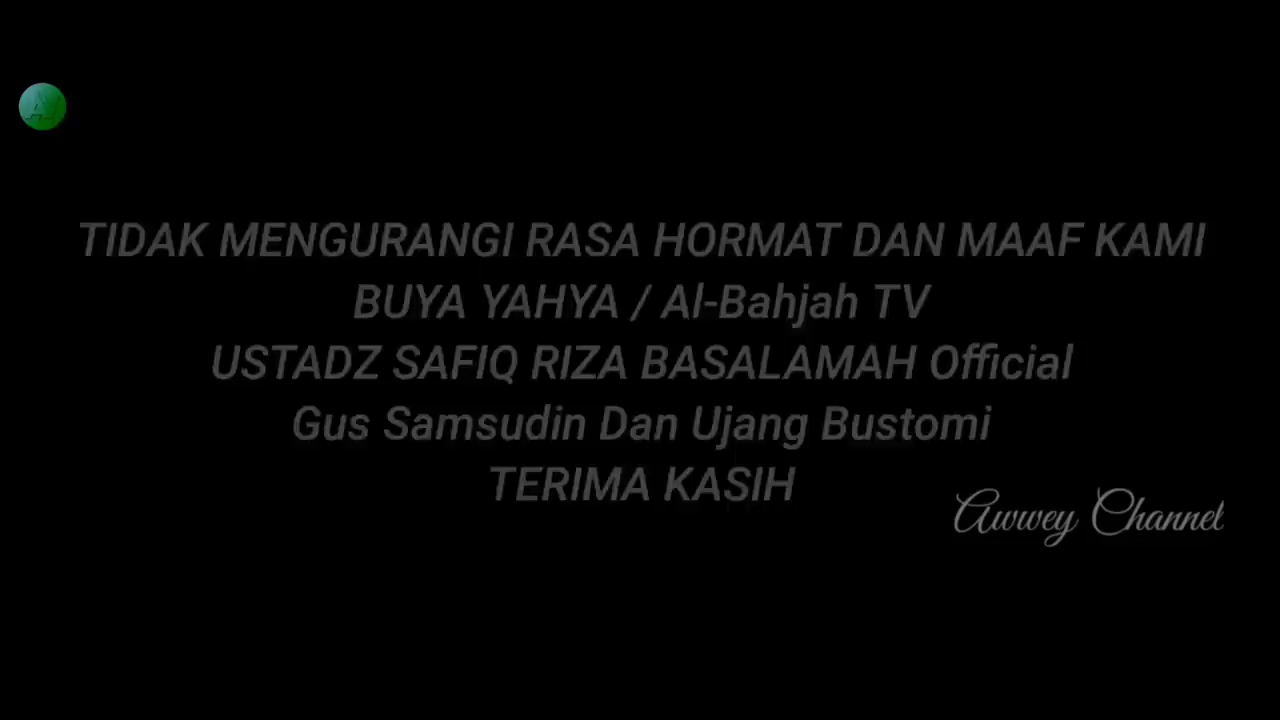 TIDAK MENGURANGI RASA HORMAT DAN MAAF KAMI
BUYA YAHYA / Al-Bahjah TV
USTADZ SAFIQ RIZA BASALAMAH Official
Gus Samsudin Dan Ujang Bustomi
TERIMA KASIH
Awwey Channel